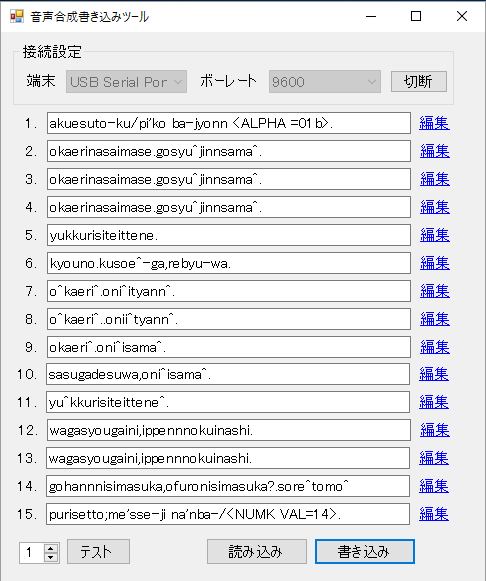 音声合成書き込みツール
接続設定
端末 USB Serial Por ボーレート 9600 切断
1. akuesuto-ku/pi'ko ba-jyonn <ALPHA =01b>. 編集
2. okaerinasaimase.gosyu^jinnsama^. 編集
3. okaerinasaimase.gosyu^jinnsama^. 編集
4. okaerinasaimase.gosyu^jinnsama^. 編集
5. yukkurisiteittene. 編集
6. kyouno.kusoe^-ga,rebyu-wa. 編集
7. o^kaeri^.oni^ityann^. 編集
8. o^kaeri^..onii^tyann^. 編集
9. okaeri^.oni^isama^. 編集
10. sasugadesuwa,oni^isama^. 編集
11. yu^kkurisiteittene^. 編集
12. wagasyougaini,ippennnokuinashi. 編集
13. wagasyougaini,ippennnokuinashi. 編集
14. gohannnisimasuka,ofuronisimasuka?.sore^tomo^ 編集
15. purisetto;me'sse-ji na'nba-/<NUMK VAL=14>. 編集
1 テスト 読み込み 書き込み